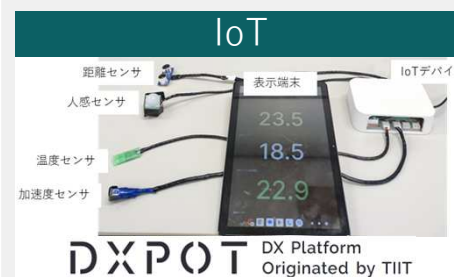 IoT
距離センサ
表示端末
IoTデバイ
人感センサ
23.5
18.5
温度センサ
22.9
加速度センサ
DXPOT DX Platform
Originated by TIIT